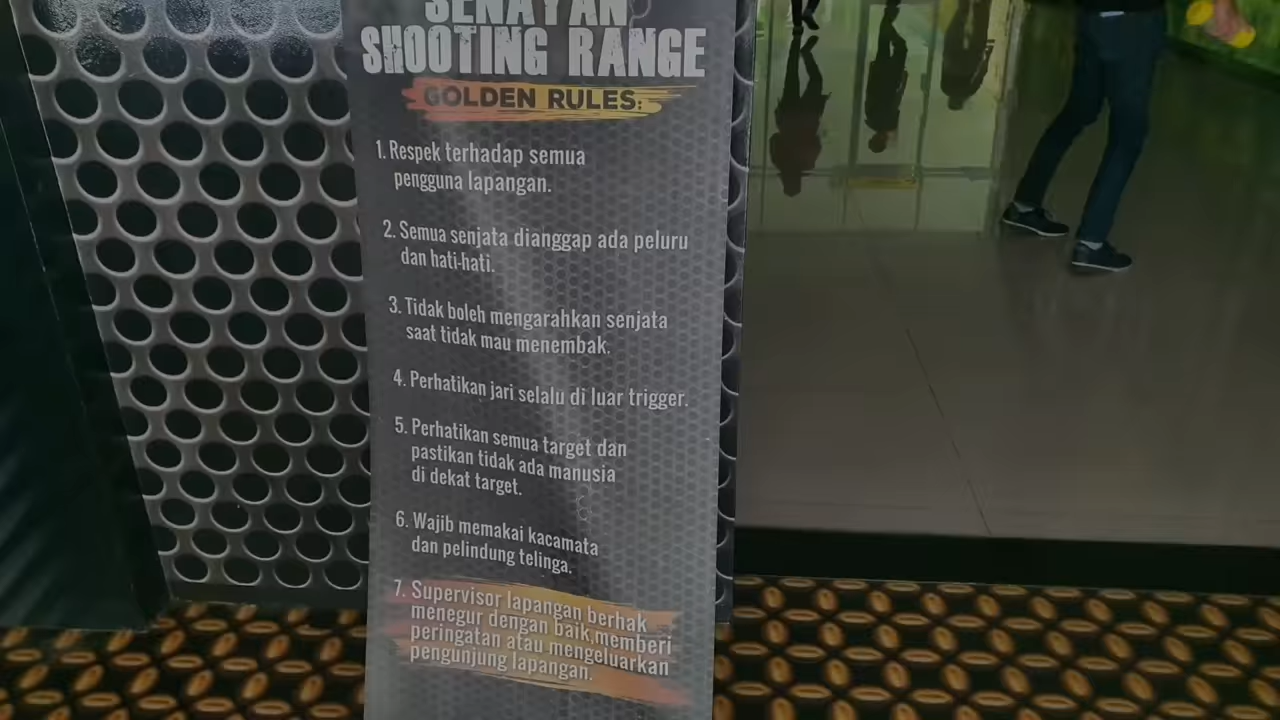 SENAYAN
SHOOTING RANGE
GOLDEN RULES:
1. Respek terhadap semua
pengguna lapangan.
2. Semua senjata dianggap ada peluru
dan hati-hati.
3. Tidak boleh mengarahkan senjata
saat tidak mau menembak.
4. Perhatikan jari selalu di luar trigger.
5. Perhatikan semua target dan
pastikan tidak ada manusia
di dekat target.
6. Wajib memakai kacamata
dan pelindung telinga.
7. Supervisor lapangan berhak
menegur dengan baik,memberi
peringatan atau mengeluarkan
pengunjung lapangan.